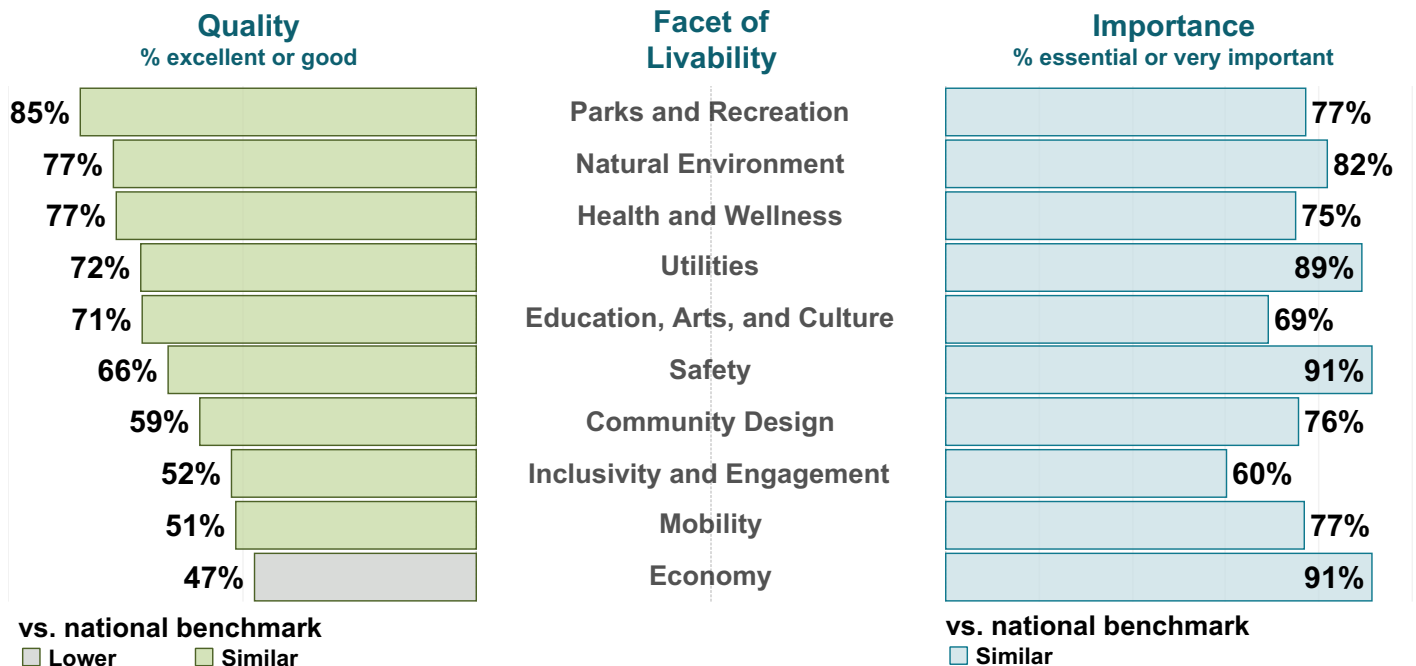 Quality
% excellent or good
Facet of
Livability
Importance
% essential or very important
85% Parks and Recreation 77%
77% Natural Environment 82%
77% Health and Wellness 75%
72% Utilities 89%
71% Education, Arts, and Culture 69%
66% Safety 91%
59% Community Design 76%
52% Inclusivity and Engagement 60%
51% Mobility 77%
47% Economy 91%
vs. national benchmark
Lower Similar
vs. national benchmark
Similar